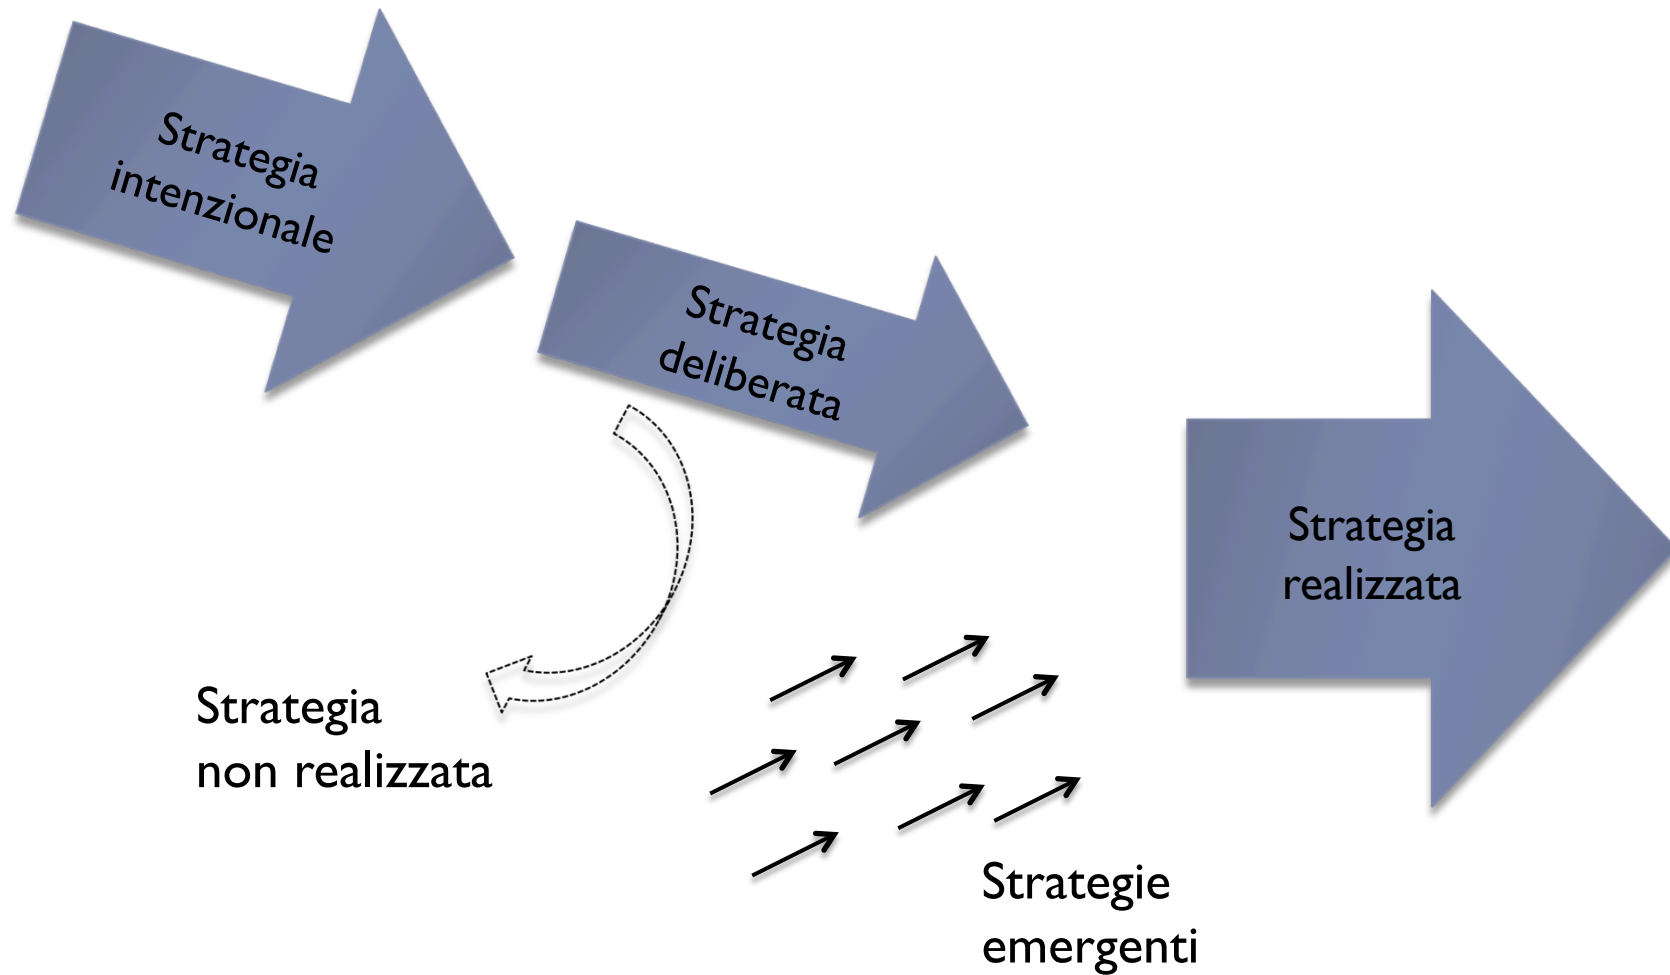 Strategia
intenzionale
Strategia
deliberata
Strategia
realizzata
Strategia
non realizzata
Strategie
emergenti